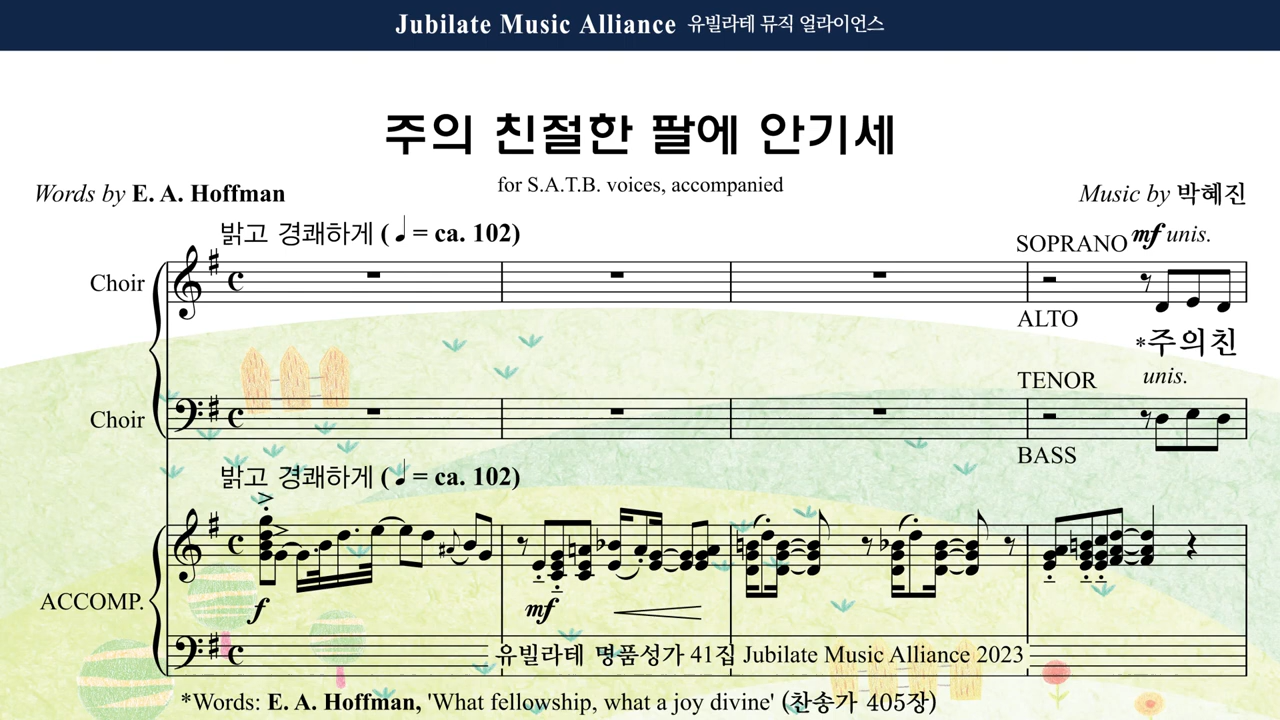 Jubilate Music Alliance 유빌라테 뮤직 얼라이언스
주의 친절한 팔에 안기세
for S.A.T.B. voices, accompanied
Words by E. A. Hoffman
Music by 박혜진
밝고 경쾌하게 (♩= ca. 102)
SOPRANO mf unis.
Choir
ALTO
*주의친
TENOR unis.
Choir
BASS
밝고 경쾌하게 (♩= ca. 102)
ACCOMP.
f mf
유빌라테 명품성가 41집 Jubilate Music Alliance 2023
*Words: E. A. Hoffman, 'What fellowship, what a joy divine' (찬송가 405장)